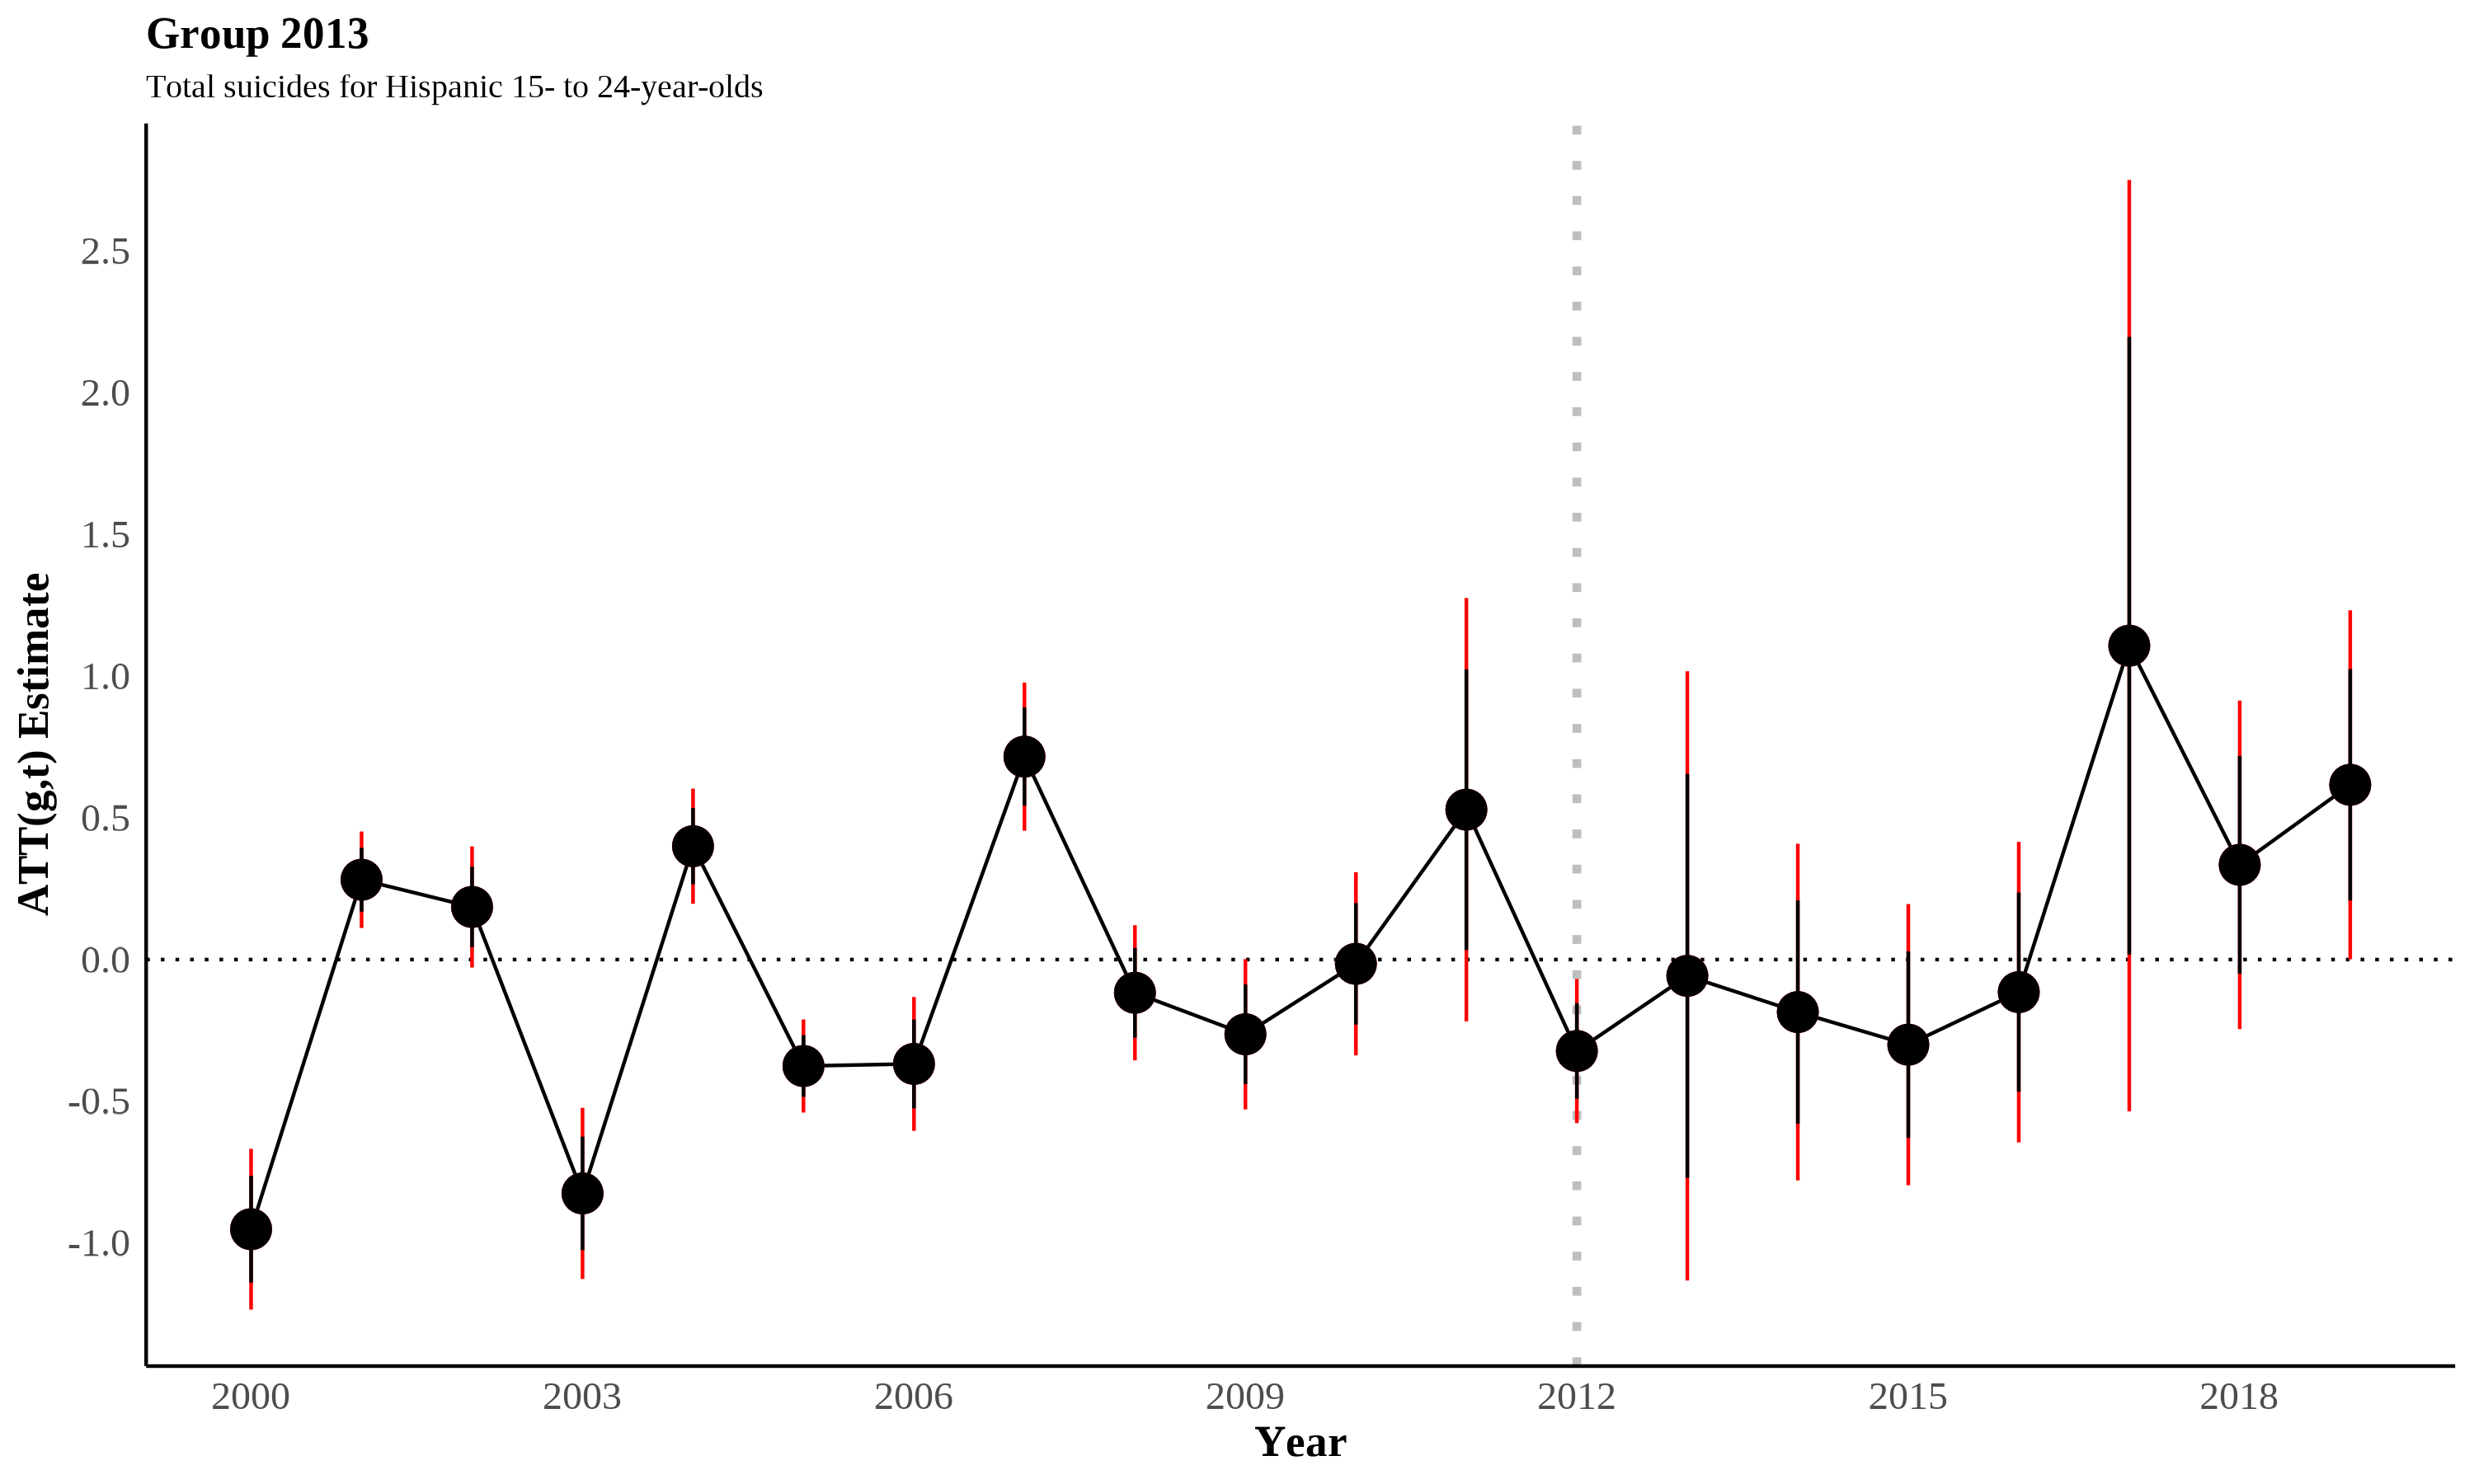 Group 2013
Total suicides for Hispanic 15- to 24-year-olds
ATT(g,t) Estimate
2.5
2.0
1.5
1.0
0.5
0.0
-0.5
-1.0
2000 2003 2006 2009 2012 2015 2018
Year